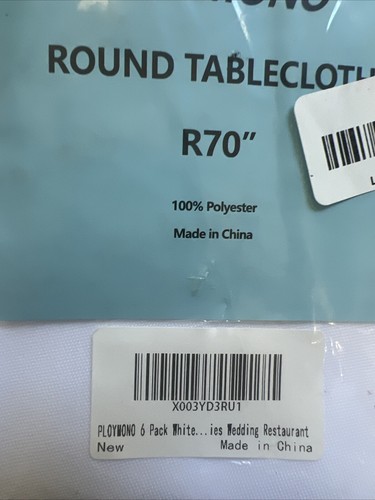 ROUND TABLECLOTH
R70"
100% Polyester
Made in China
X003YD3RU1
PLOYMONO 6 Pack White...ies Wedding Restaurant
New Made in China